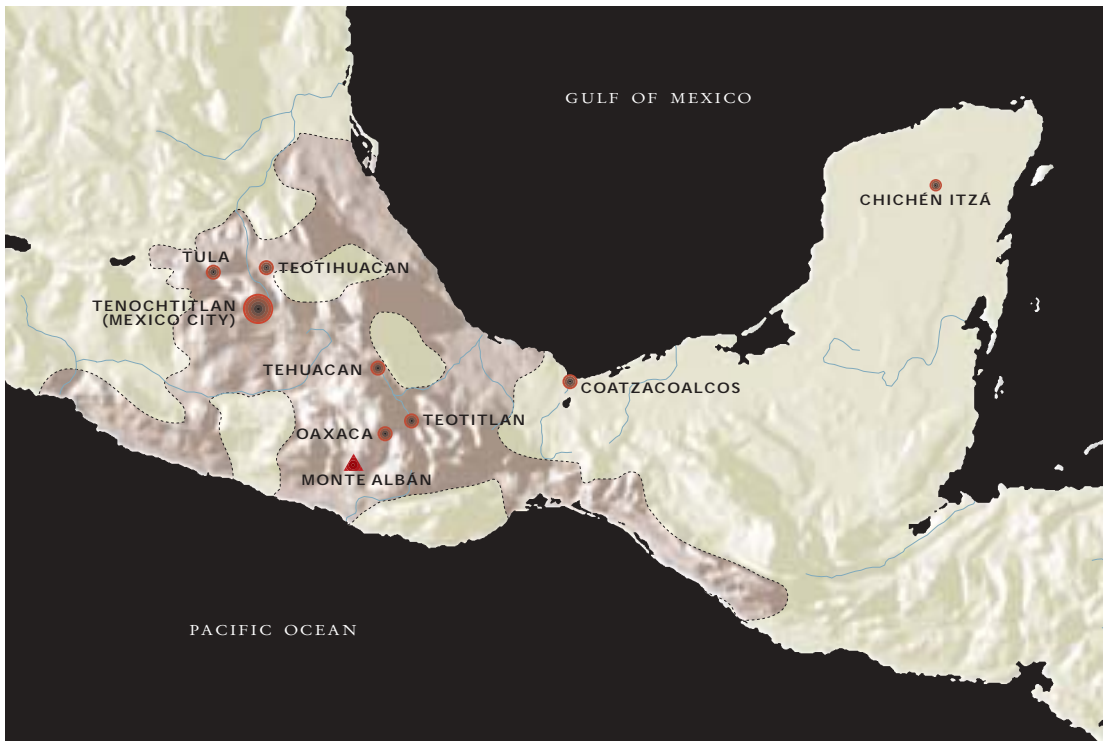 GULF OF MEXICO
CHICHÉN ITZÁ
TULA
TEOTIHUACAN
TENOCHTITLAN
(MEXICO CITY)
TEHUACAN
COATZACOALCOS
TEOTITLAN
OAXACA
MONTE ALBÁN
PACIFIC OCEAN